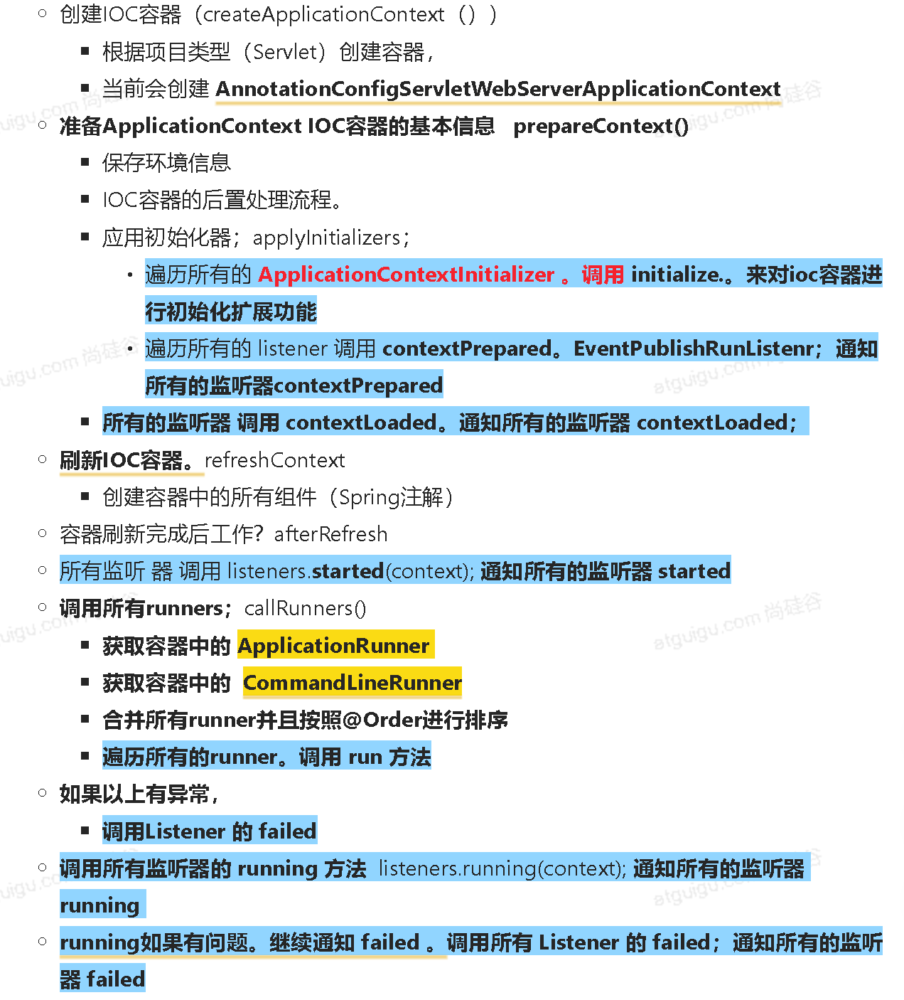 创建IOC容器（createApplicationContext（））
根据项目类型（Servlet）创建容器，
当前会创建 AnnotationConfigServletWebServerApplicationContext
准备ApplicationContext IOC容器的基本信息 prepareContext()
保存环境信息
IOC容器的后置处理流程。
应用初始化器；applyInitializers；
遍历所有的 ApplicationContextInitializer 。调用 initialize.。来对ioc容器进
行初始化扩展功能
遍历所有的 listener 调用 contextPrepared。EventPublishRunListenr；通知
所有的监听器contextPrepared
所有的监听器 调用 contextLoaded。通知所有的监听器 contextLoaded；
刷新IOC容器。refreshContext
创建容器中的所有组件（Spring注解）
容器刷新完成后工作？afterRefresh
所有监听 器 调用 listeners.started(context); 通知所有的监听器 started
调用所有runners；callRunners()
获取容器中的 ApplicationRunner
获取容器中的 CommandLineRunner
合并所有runner并且按照@Order进行排序
遍历所有的runner。调用 run 方法
如果以上有异常，
调用Listener 的 failed
调用所有监听器的 running 方法 listeners.running(context); 通知所有的监听器
running
running如果有问题。继续通知 failed 。调用所有 Listener 的 failed；通知所有的监听
器 failed
atguigu.com 尚硅谷